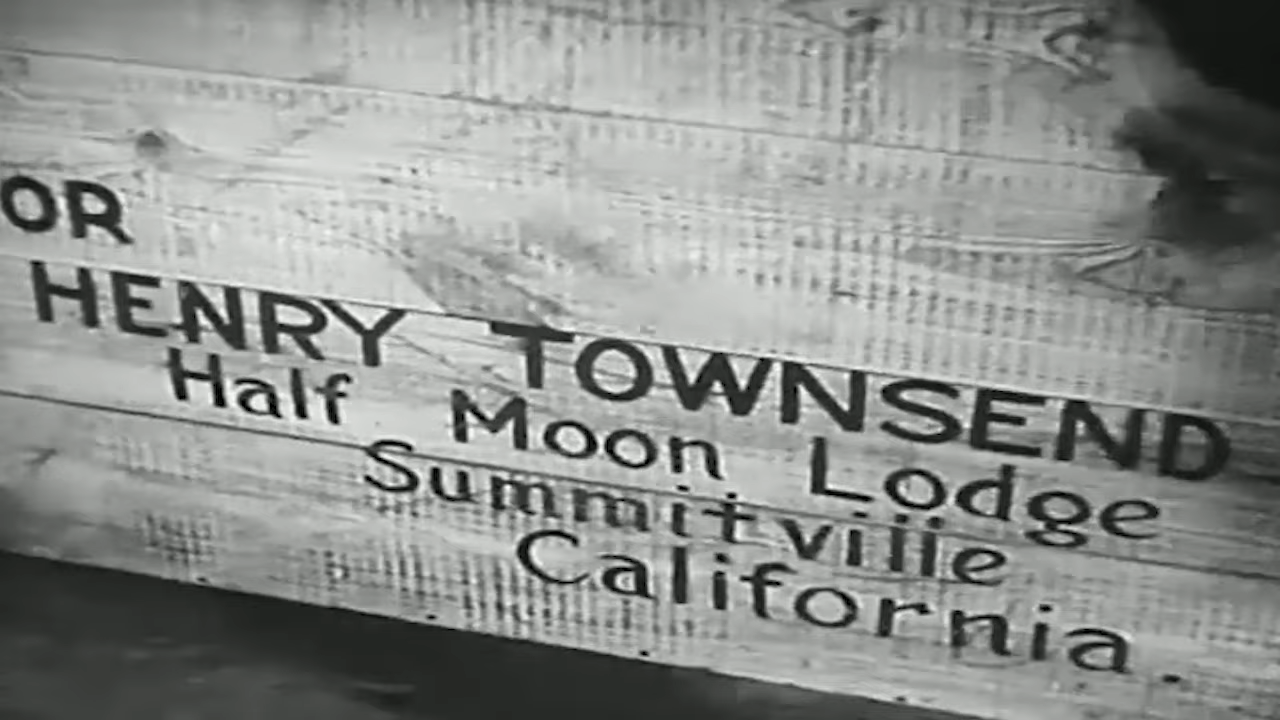 OR
HENRY TOWNSEND
Half Moon Lodge
Summitville
California.